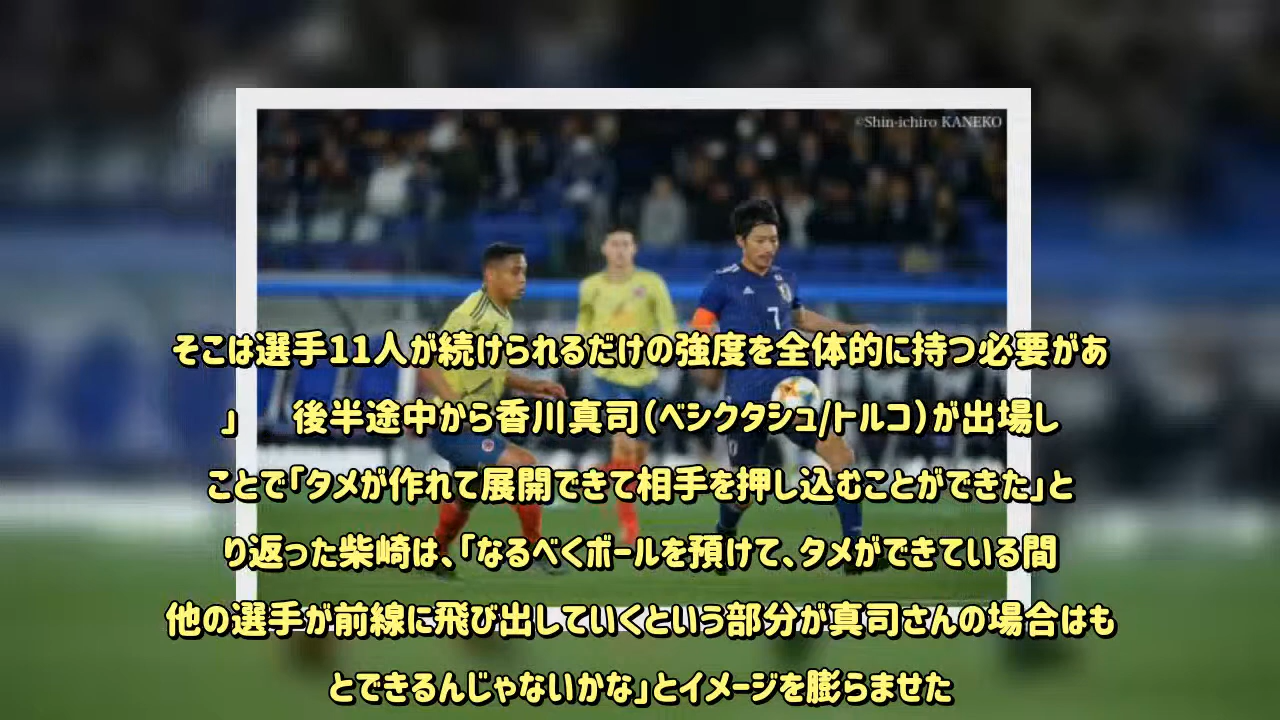 ©Shin-ichiro KANEKO
7
そこは選手11人が続けられるだけの強度を全体的に持つ必要があ
」　後半途中から香川真司(ベシクタシュ/トルコ)が出場し
ことで「タメが作れて展開できて相手を押し込むことができた」と
り返った柴崎は、「なるべくボールを預けて、タメができている間
他の選手が前線に飛び出していくという部分が真司さんの場合はも
とできるんじゃないかな」とイメージを膨らませた